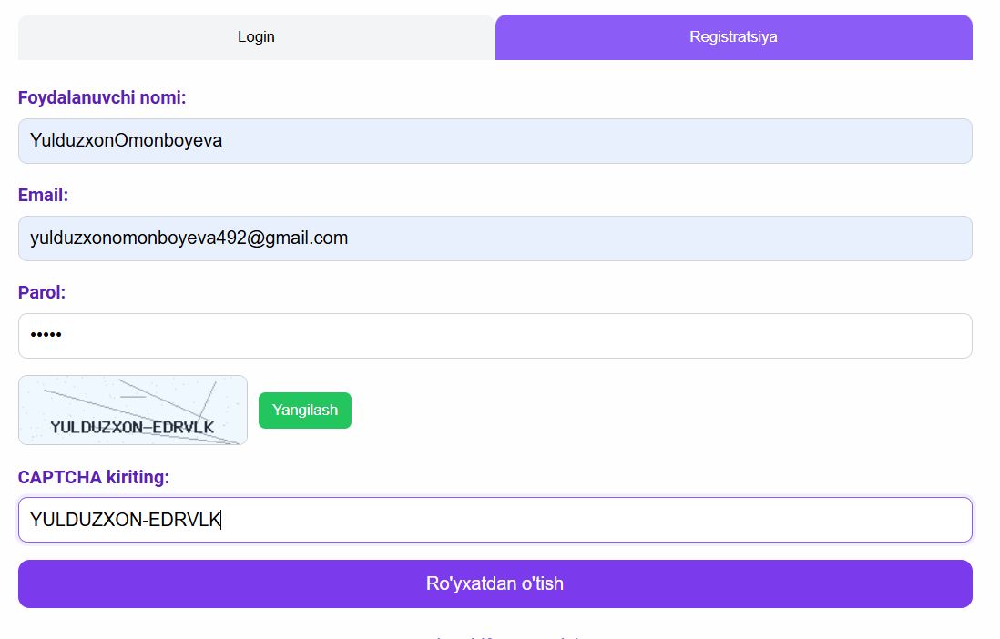 Login
Registratsiya
Foydalanuvchi nomi:
YulduzxonOmonboyeva
Email:
yulduzxonomonboyeva492@gmail.com
Parol:
•••••
YULDUZXON-EDRVLK
Yangilash
CAPTCHA kiriting:
YULDUZXON-EDRVLK
Ro'yxatdan o'tish